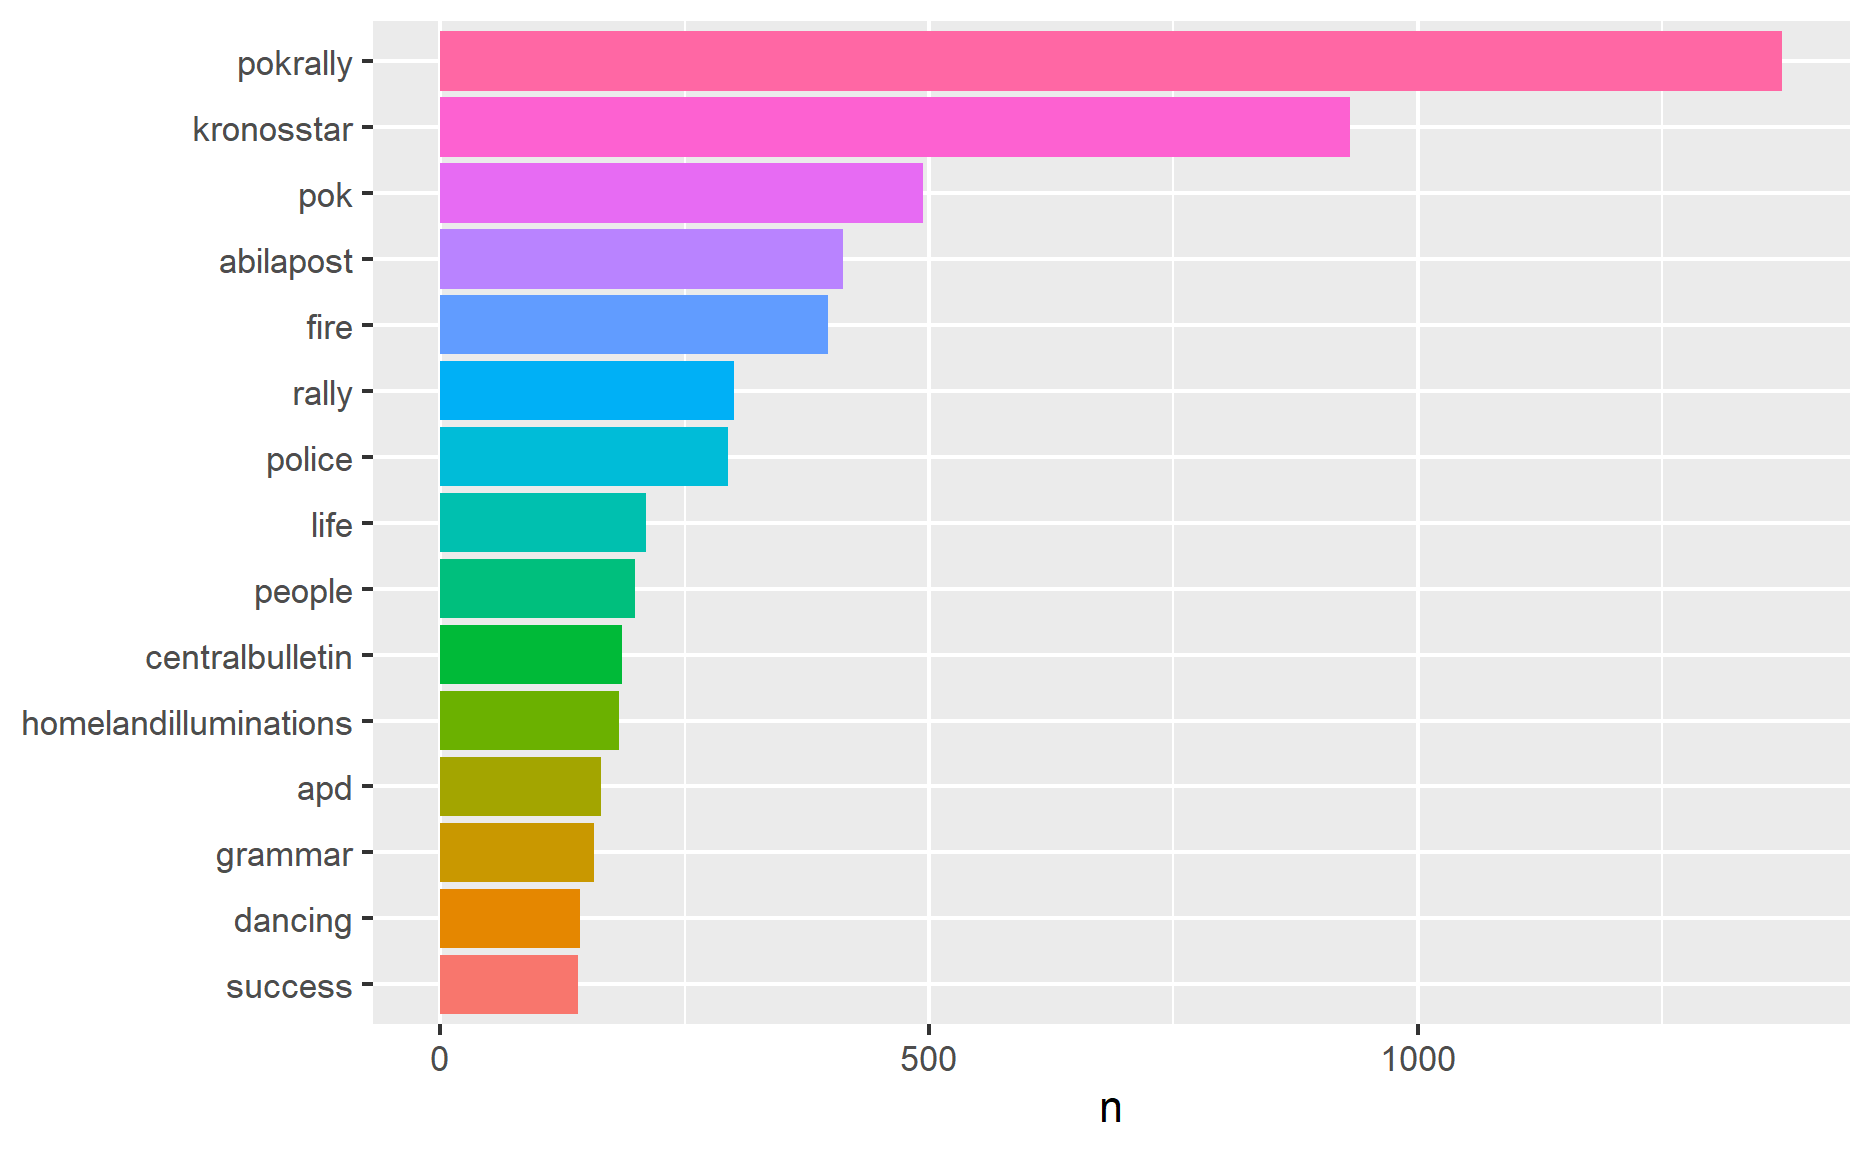 pokrally
kronosstar
pok
abilapost
fire
rally
police
life
people
centralbulletin
homelandilluminations
apd
grammar
dancing
success
0 500 1000
n